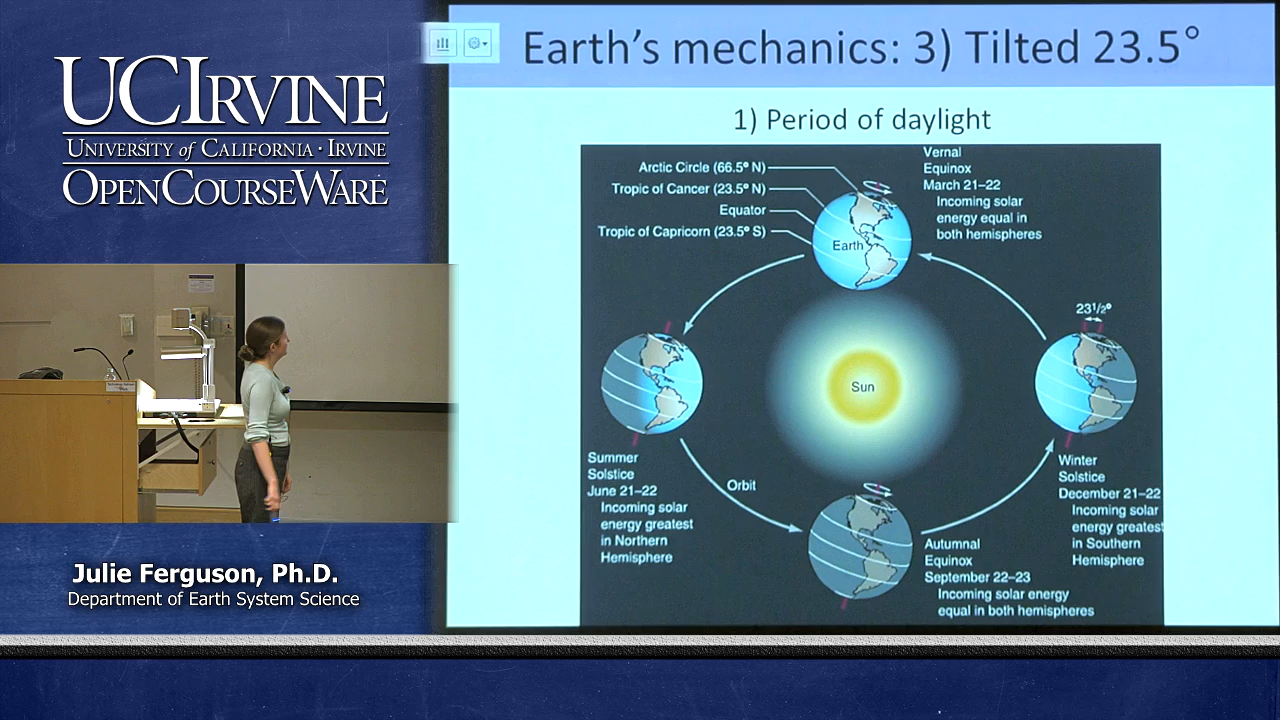 UCIRVINE
UNIVERSITY of CALIFORNIA · IRVINE
OPENCOURSEWARE
Julie Ferguson, Ph.D.
Department of Earth System Science
Earth's mechanics: 3) Tilted 23.5°
1) Period of daylight
Arctic Circle (66.5° N)
Tropic of Cancer (23.5° N)
Equator
Tropic of Capricorn (23.5° S)
Earth
Vernal
Equinox
March 21–22
Incoming solar
energy equal in
both hemispheres
23½°
Sun
Summer
Solstice
June 21–22
Incoming solar
energy greatest
in Northern
Hemisphere
Orbit
Winter
Solstice
December 21–22
Incoming solar
energy greatest
in Southern
Hemisphere
Autumnal
Equinox
September 22–23
Incoming solar energy
equal in both hemispheres